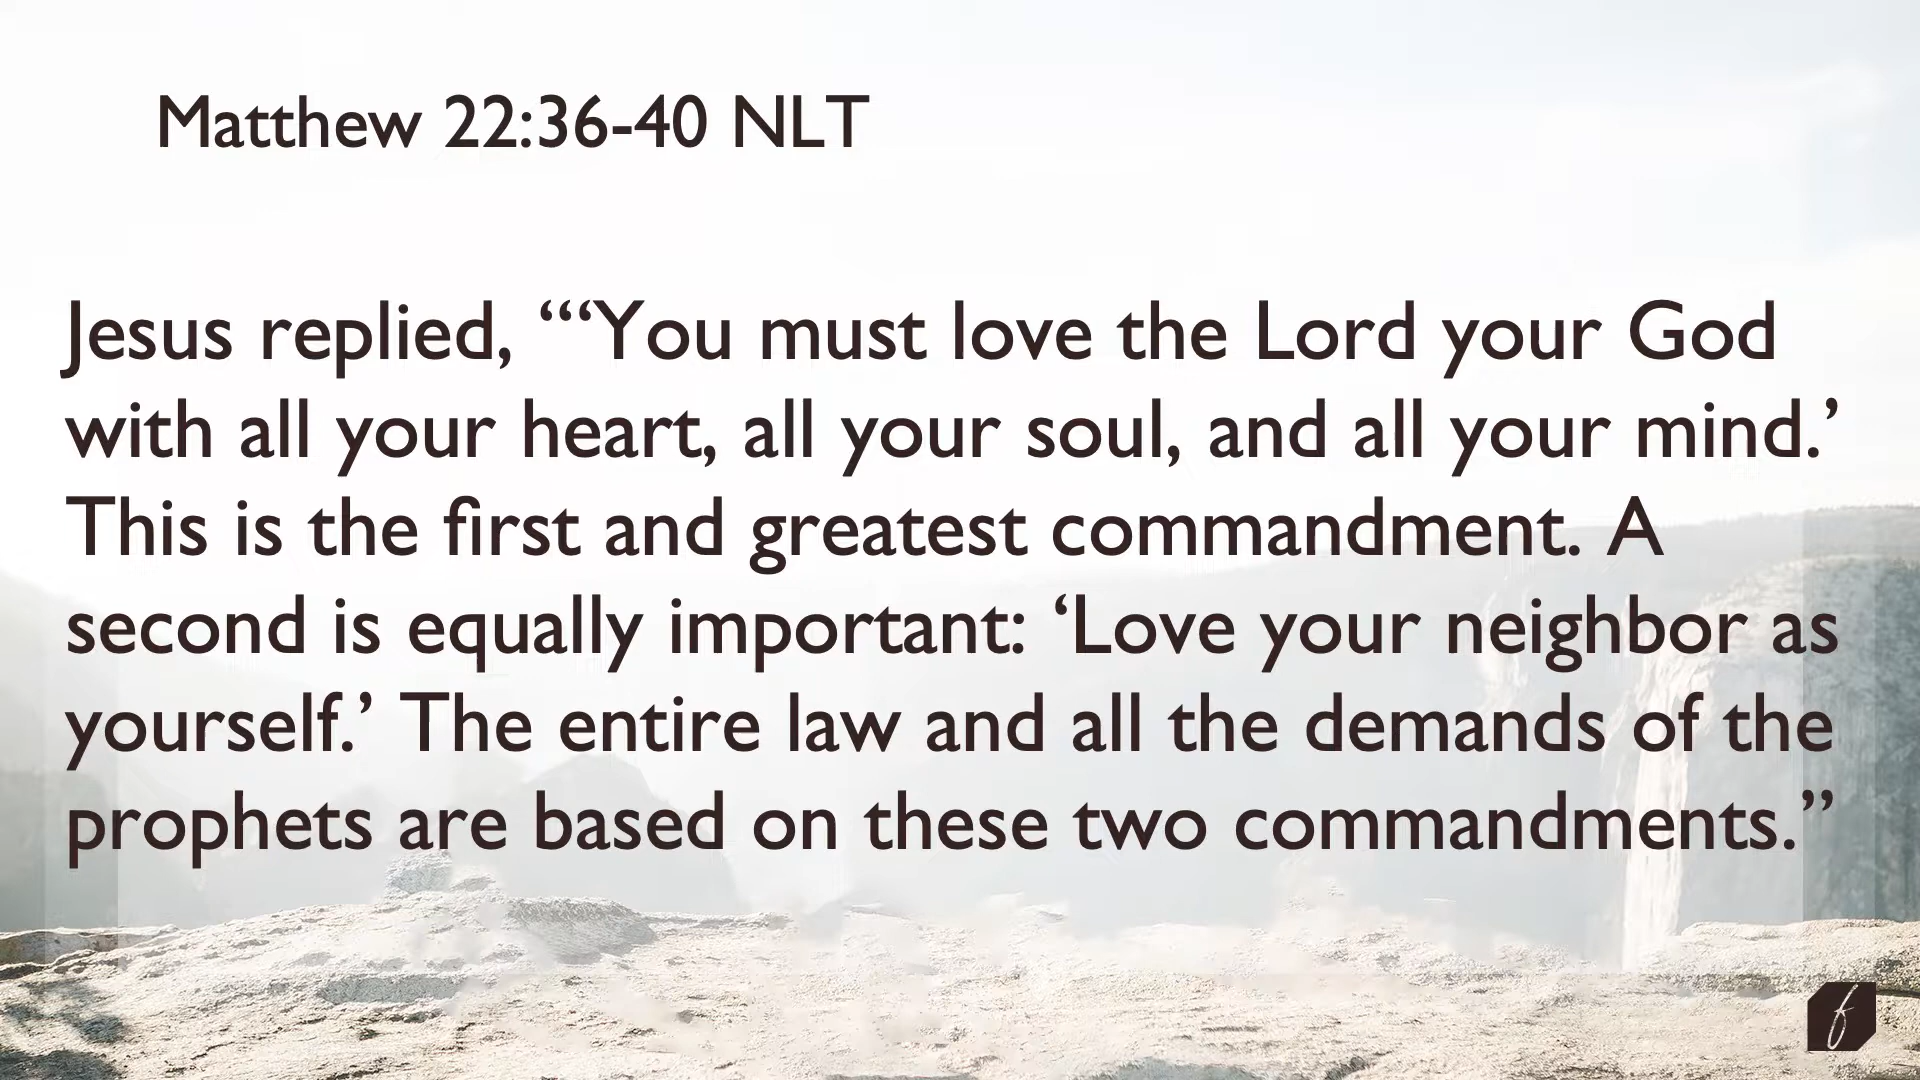 Matthew 22:36-40 NLT
Jesus replied, “‘“You must love the Lord your God
with all your heart, all your soul, and all your mind.’
This is the first and greatest commandment. A
second is equally important: ‘Love your neighbor as
yourself.’ The entire law and all the demands of the
prophets are based on these two commandments.”
f